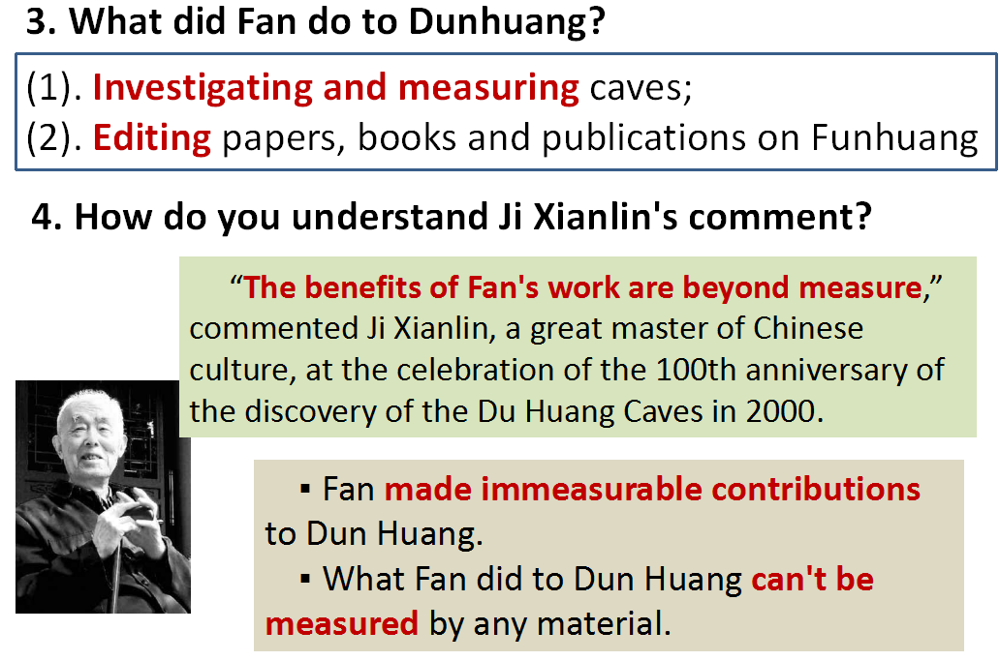 3. What did Fan do to Dunhuang?
(1). Investigating and measuring caves;
(2). Editing papers, books and publications on Funhuang
4. How do you understand Ji Xianlin's comment?
“The benefits of Fan's work are beyond measure,”
commented Ji Xianlin, a great master of Chinese
culture, at the celebration of the 100th anniversary of
the discovery of the Du Huang Caves in 2000.
▪ Fan made immeasurable contributions
to Dun Huang.
▪ What Fan did to Dun Huang can't be
measured by any material.